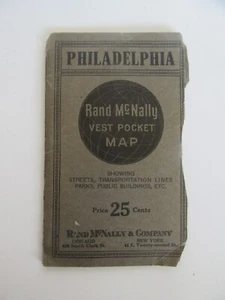 PHILADELPHIA
Rand McNally
VEST POCKET
MAP
SHOWING
STREETS, TRANSPORTATION LINES
PARKS, PUBLIC BUILDINGS, ETC.
Price 25 Cents
RAND MCNALLY & COMPANY
CHICAGO NEW YORK